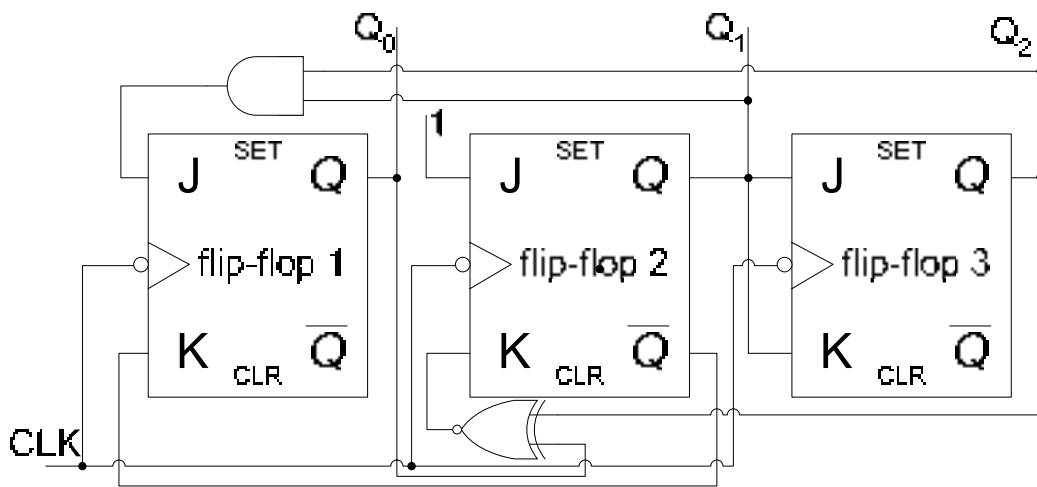 Q0 Q1 Q2
1
SET SET SET
J Q J Q J Q
flip-flop 1 flip-flop 2 flip-flop 3
K Q̅ K Q̅ K Q̅
CLR CLR CLR
CLK